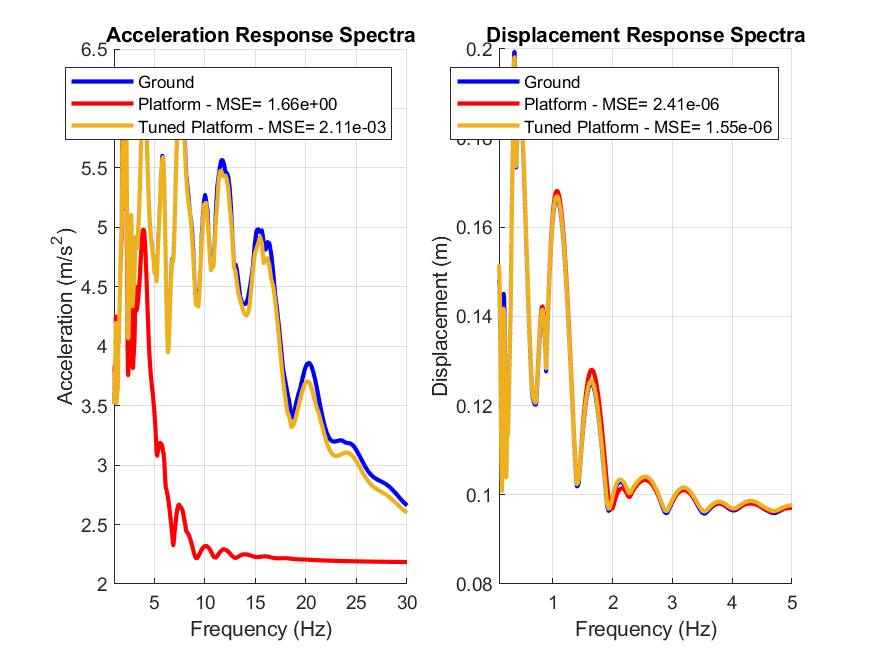 Acceleration Response Spectra
6.5
5.5
5
4.5
4
3.5
3
2.5
2
Acceleration (m/s²)
Ground
Platform - MSE= 1.66e+00
Tuned Platform - MSE= 2.11e-03
5 10 15 20 25 30
Frequency (Hz)
Displacement Response Spectra
0.2
0.16
0.14
0.12
0.1
0.08
Displacement (m)
Ground
Platform - MSE= 2.41e-06
Tuned Platform - MSE= 1.55e-06
1 2 3 4 5
Frequency (Hz)